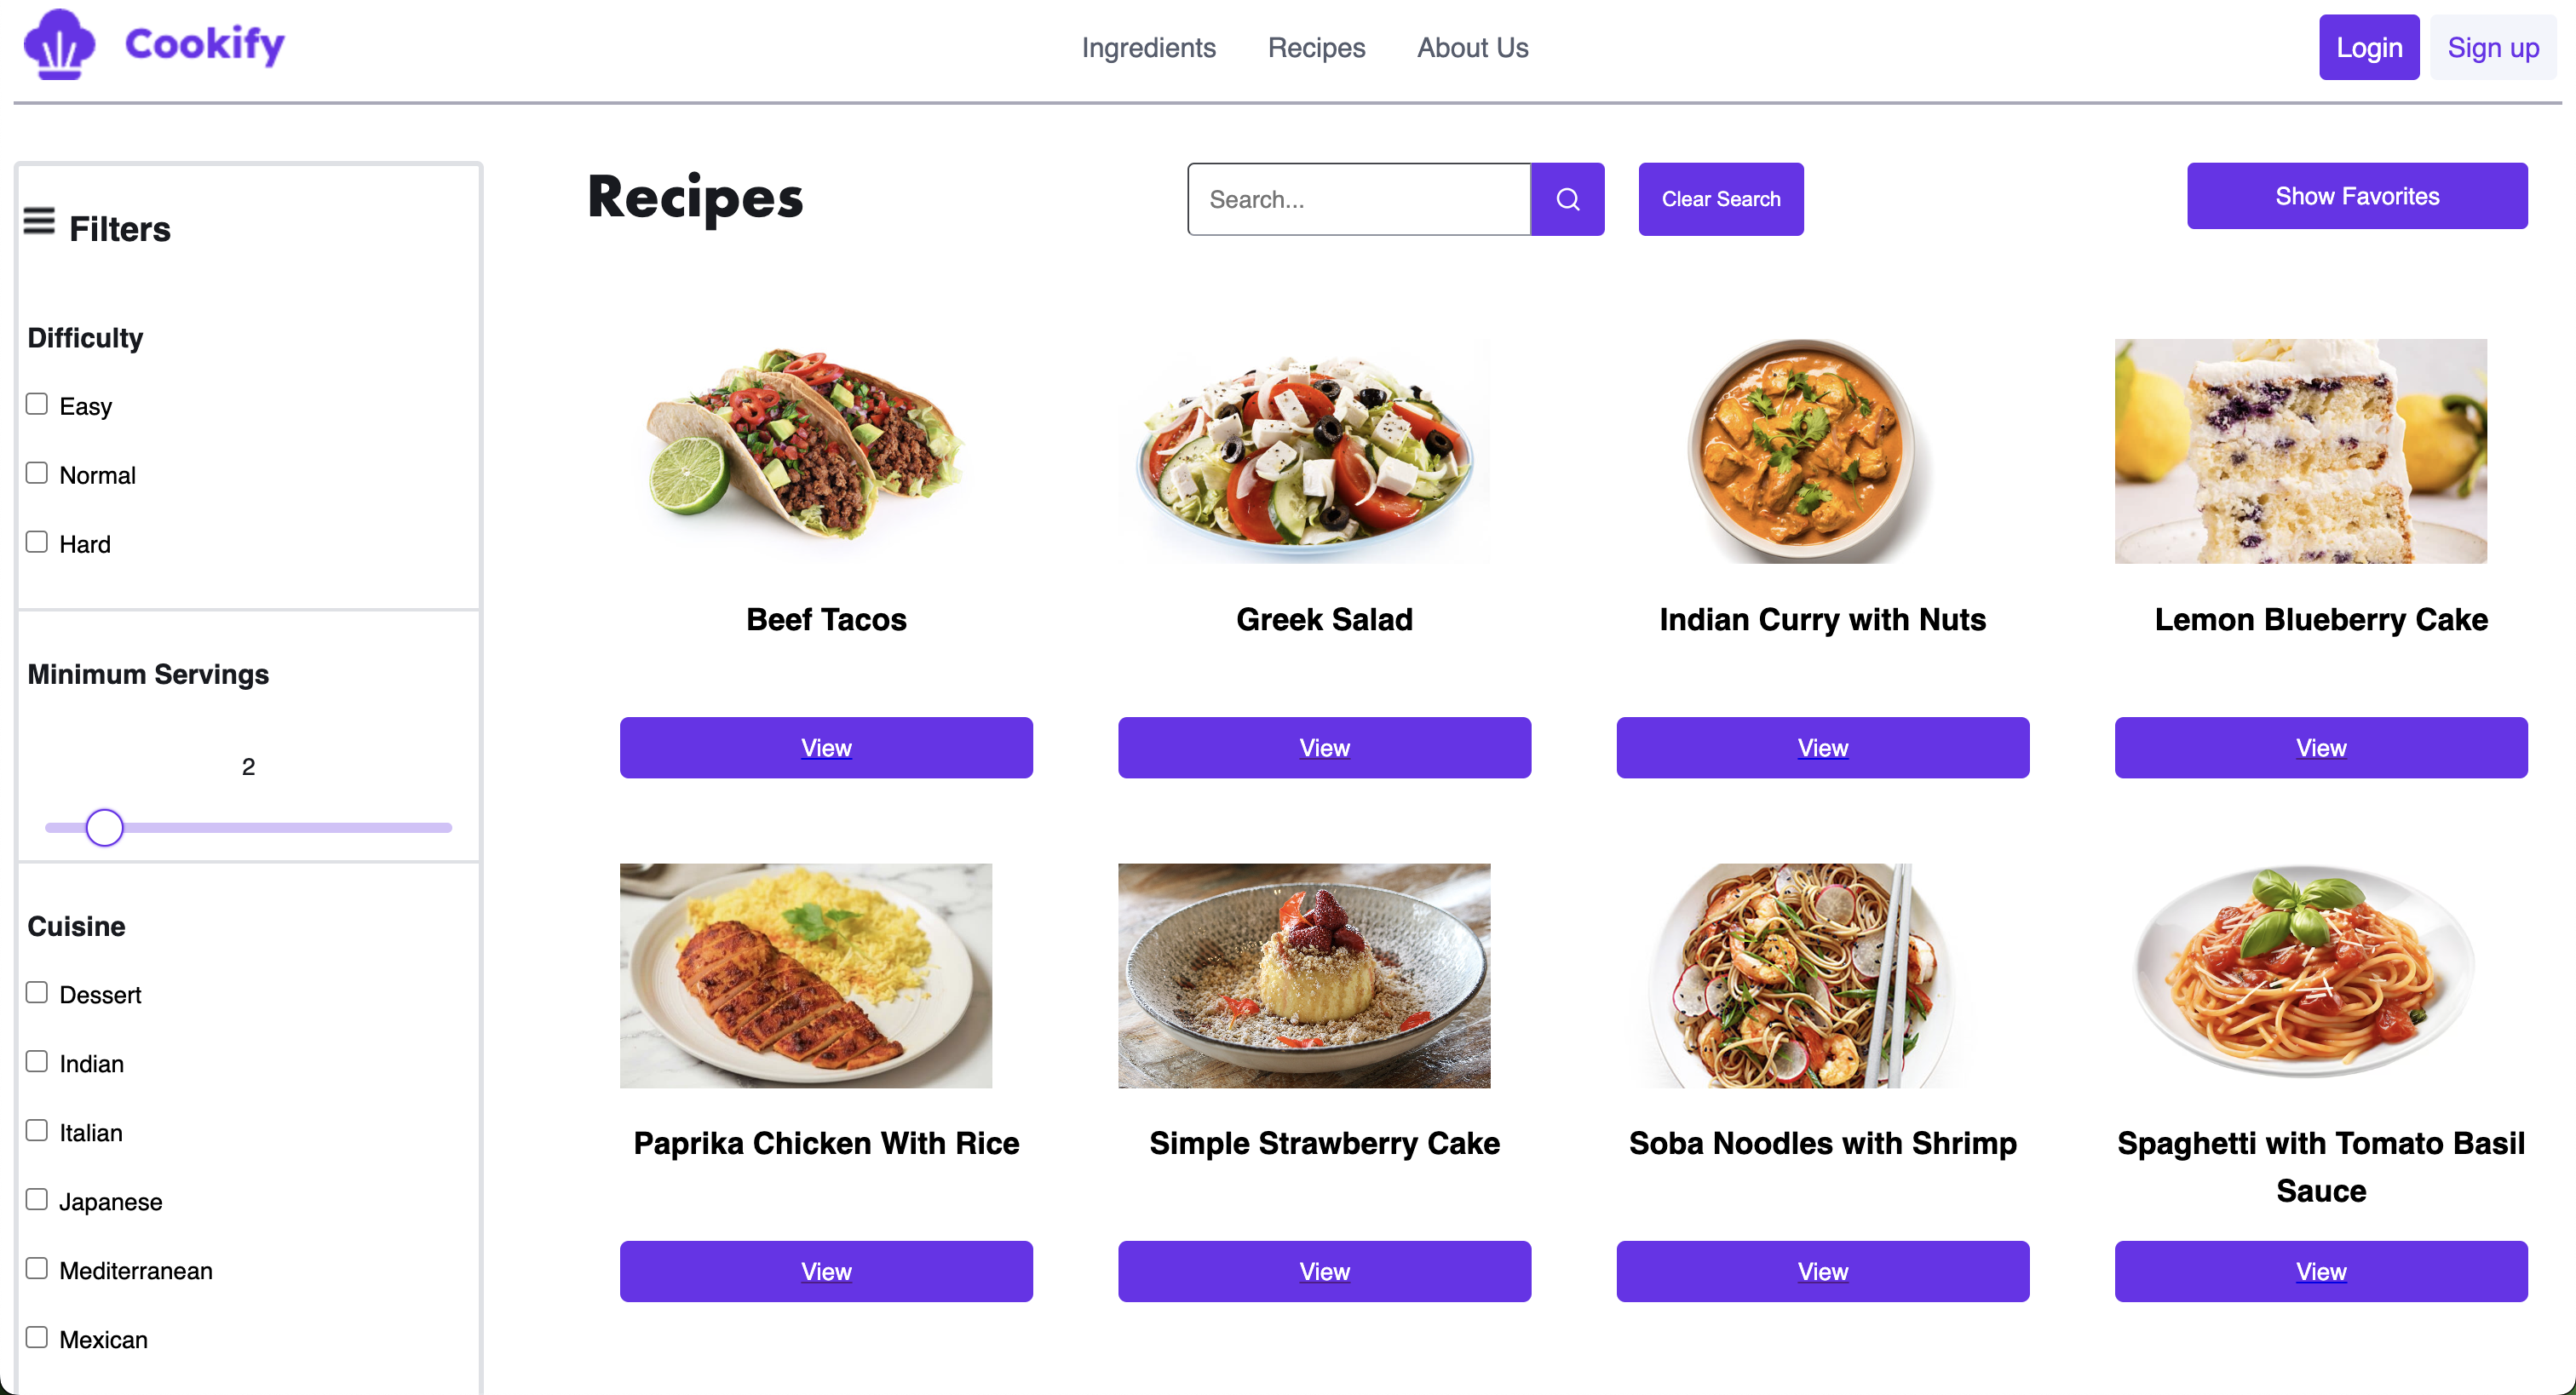 Cookify
Ingredients Recipes About Us
Login Sign up
Filters
Difficulty
Easy
Normal
Hard
Minimum Servings
2
Cuisine
Dessert
Indian
Italian
Japanese
Mediterranean
Mexican
Recipes
Search...
Clear Search
Show Favorites
Beef Tacos
View
Greek Salad
View
Indian Curry with Nuts
View
Lemon Blueberry Cake
View
Paprika Chicken With Rice
View
Simple Strawberry Cake
View
Soba Noodles with Shrimp
View
Spaghetti with Tomato Basil
Sauce
View